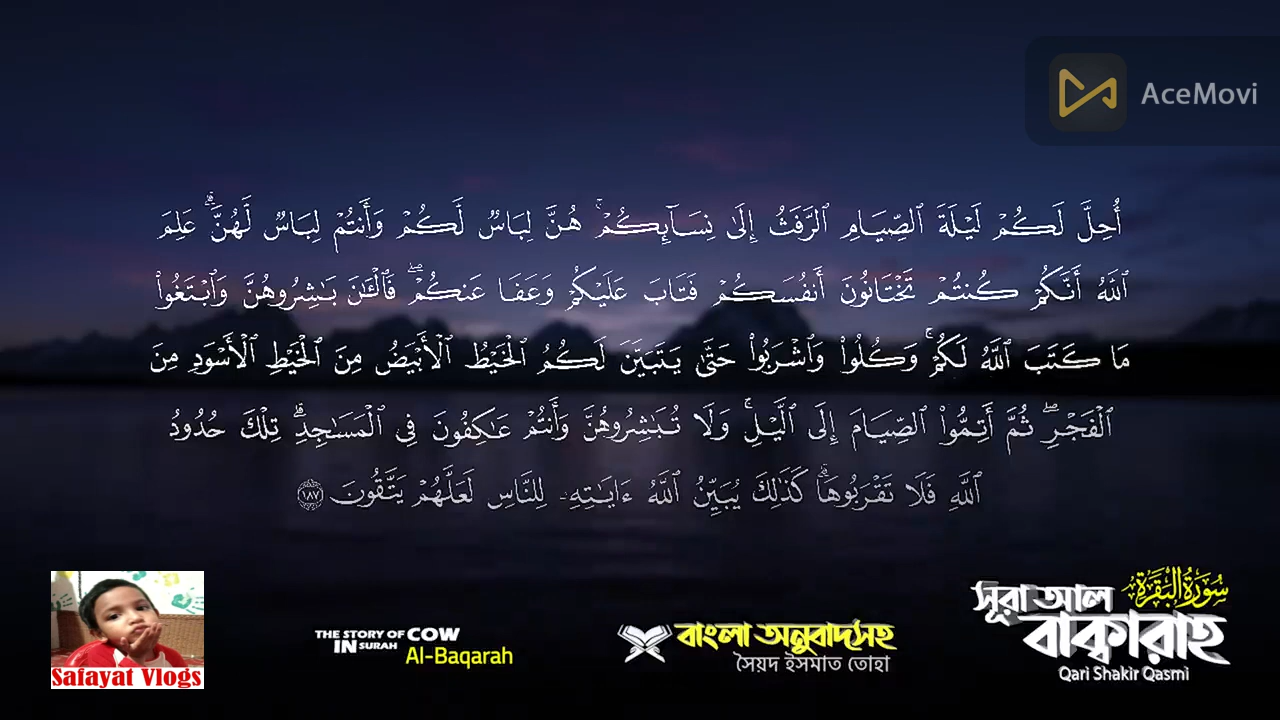 AceMovi
أُحِلَّ لَكُمْ لَيْلَةَ ٱلصِّيَامِ ٱلرَّفَثُ إِلَىٰ نِسَآئِكُمْ ۚ هُنَّ لِبَاسٌ لَّكُمْ وَأَنتُمْ لِبَاسٌ لَّهُنَّ ۗ عَلِمَ
ٱللَّهُ أَنَّكُمْ كُنتُمْ تَخْتَانُونَ أَنفُسَكُمْ فَتَابَ عَلَيْكُمْ وَعَفَا عَنكُمْ ۖ فَٱلْـَٔـٰنَ بَـٰشِرُوهُنَّ وَٱبْتَغُوا۟
مَا كَتَبَ ٱللَّهُ لَكُمْ ۚ وَكُلُوا۟ وَٱشْرَبُوا۟ حَتَّىٰ يَتَبَيَّنَ لَكُمُ ٱلْخَيْطُ ٱلْأَبْيَضُ مِنَ ٱلْخَيْطِ ٱلْأَسْوَدِ مِنَ
ٱلْفَجْرِ ۖ ثُمَّ أَتِمُّوا۟ ٱلصِّيَامَ إِلَى ٱلَّيْلِ ۚ وَلَا تُبَـٰشِرُوهُنَّ وَأَنتُمْ عَـٰكِفُونَ فِى ٱلْمَسَـٰجِدِ ۗ تِلْكَ حُدُودُ
ٱللَّهِ فَلَا تَقْرَبُوهَا ۗ كَذَٰلِكَ يُبَيِّنُ ٱللَّهُ ءَايَـٰتِهِۦ لِلنَّاسِ لَعَلَّهُمْ يَتَّقُونَ ١٨٧
Safayat Vlogs
THE STORY OF COW
IN SURAH Al-Baqarah
বাংলা অনুবাদসহ
সৈয়দ ইসমাত তোহা
سورة البقرة
সূরা আল
বাকারাহ
Qari Shakir Qasmi